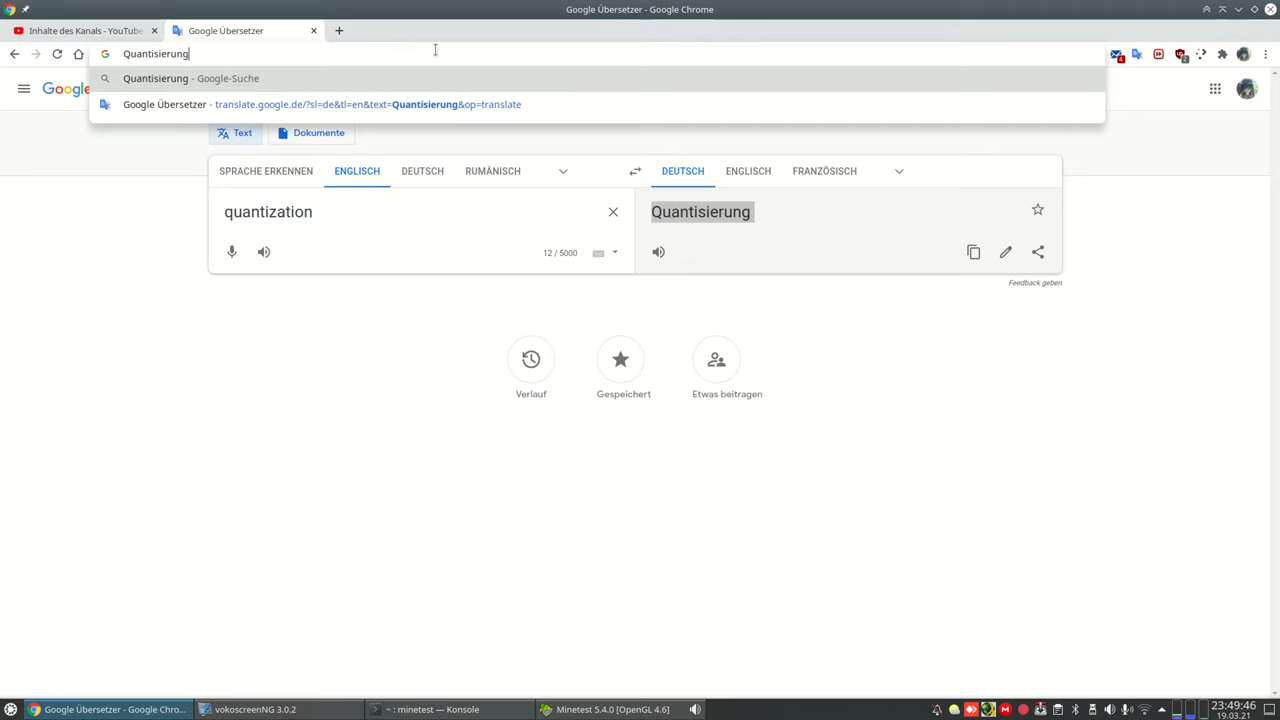 Google Übersetzer - Google Chrome
Inhalte des Kanals - YouTube
Google Übersetzer
Quantisierung
Quantisierung - Google-Suche
Google Übersetzer - translate.google.de/?sl=de&tl=en&text=Quantisierung&op=translate
Google
Text
Dokumente
SPRACHE ERKENNEN
ENGLISCH
DEUTSCH
RUMÄNISCH
DEUTSCH
ENGLISCH
FRANZÖSISCH
quantization
Quantisierung
12 / 5000
Feedback geben
Verlauf
Gespeichert
Etwas beitragen
Google Übersetzer - Google Chro...
vokoscreenNG 3.0.2
~ : minetest — Konsole
Minetest 5.4.0 [OpenGL 4.6]
23:49:46
19.03.21